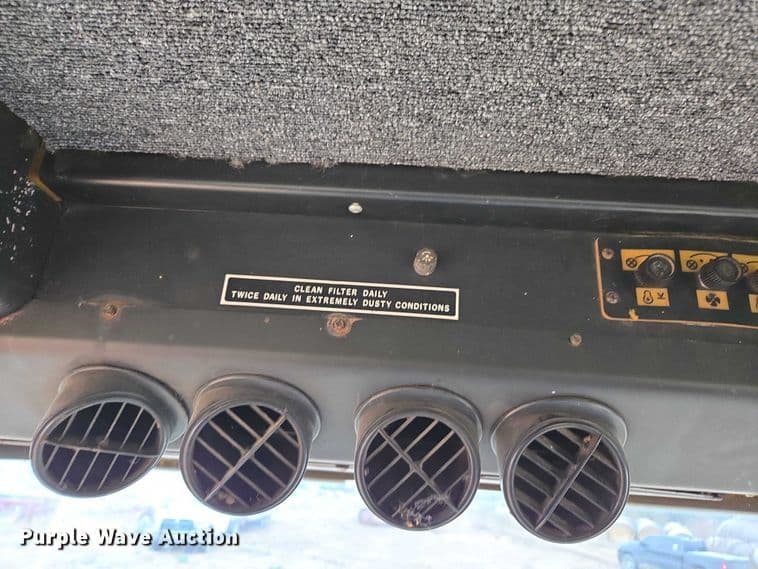 CLEAN FILTER DAILY
TWICE DAILY IN EXTREMELY DUSTY CONDITIONS
Purple Wave Auction